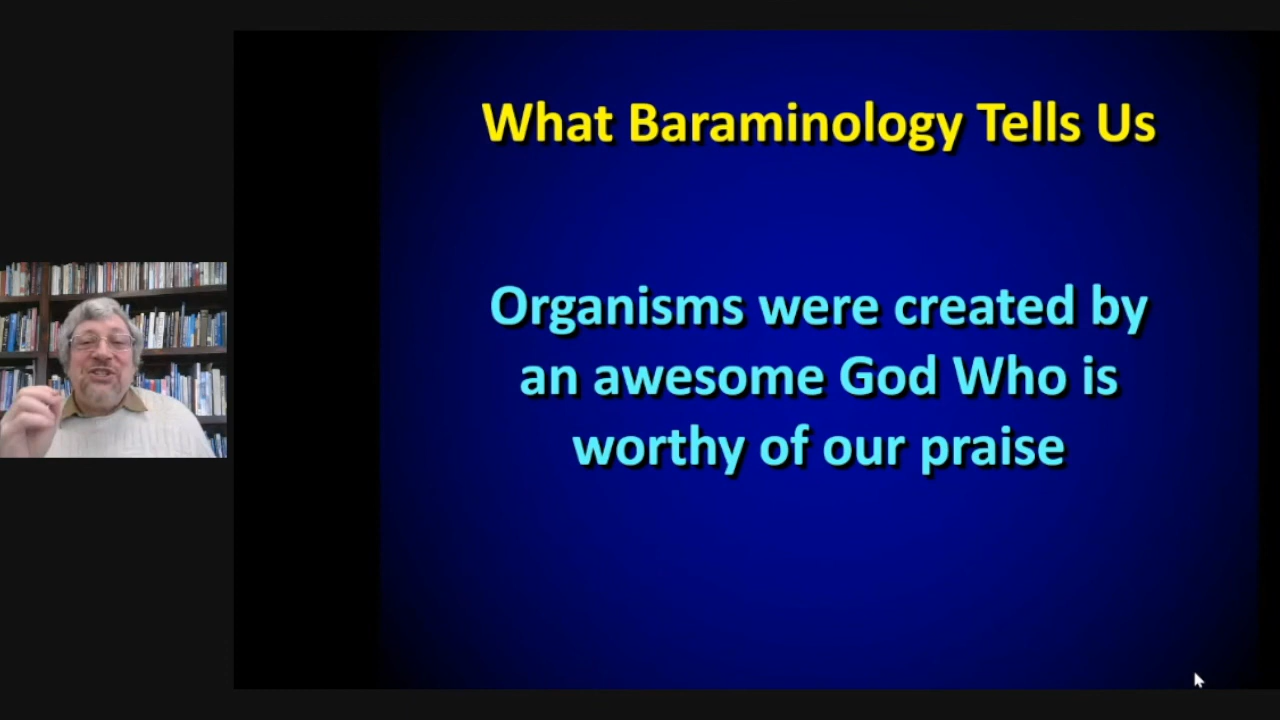 What Baraminology Tells Us
Organisms were created by
an awesome God Who is
worthy of our praise